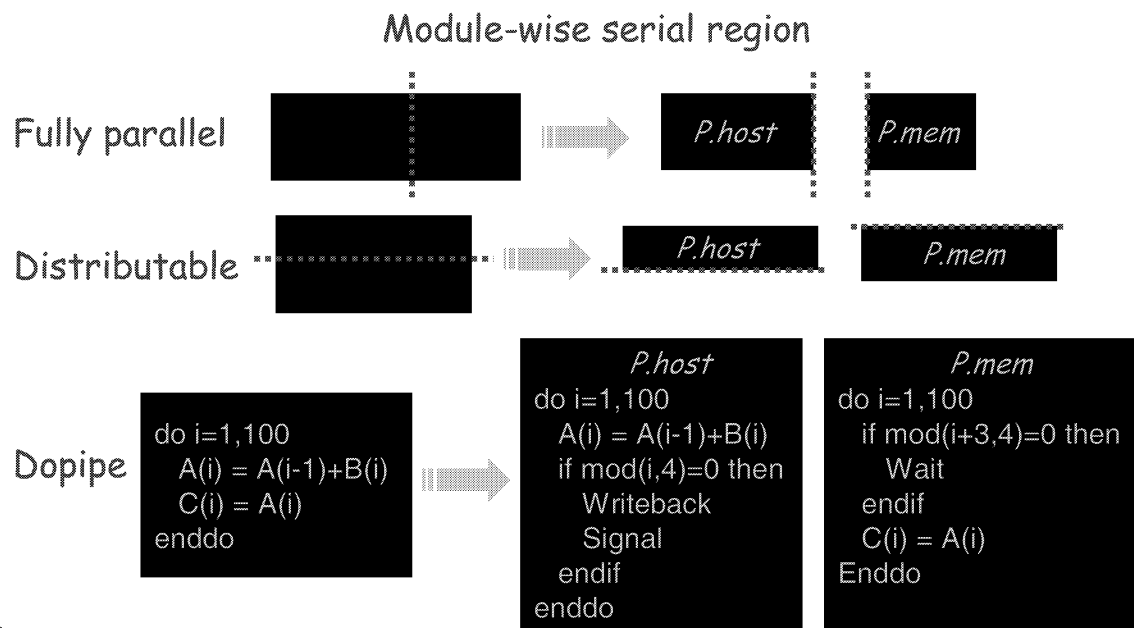 Module-wise serial region
Fully parallel
P.host
P.mem
Distributable
P.host
P.mem
Dopipe
do i=1,100
A(i) = A(i-1)+B(i)
C(i) = A(i)
enddo
P.host
do i=1,100
A(i) = A(i-1)+B(i)
if mod(i,4)=0 then
Writeback
Signal
endif
enddo
P.mem
do i=1,100
if mod(i+3,4)=0 then
Wait
endif
C(i) = A(i)
Enddo